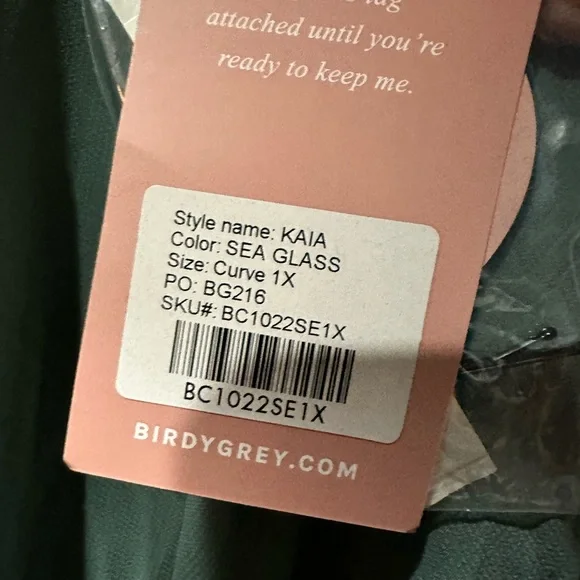 tag
attached until you're
ready to keep me.
Style name: KAIA
Color: SEA GLASS
Size: Curve 1X
PO: BG216
SKU#: BC1022SE1X
BC1022SE1X
BIRDYGREY.COM